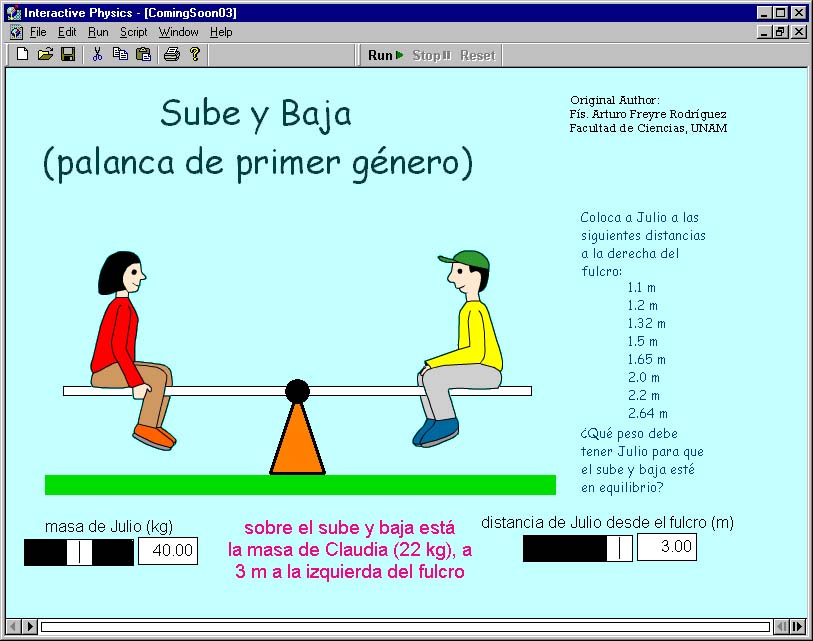 Interactive Physics - [ComingSoon03]
File Edit Run Script Window Help
Run Stop Reset
Sube y Baja
(palanca de primer género)
Original Author:
Fís. Arturo Freyre Rodríguez
Facultad de Ciencias, UNAM
Coloca a Julio a las
siguientes distancias
a la derecha del
fulcro:
1.1 m
1.2 m
1.32 m
1.5 m
1.65 m
2.0 m
2.2 m
2.64 m
¿Qué peso debe
tener Julio para que
el sube y baja esté
en equilibrio?
masa de Julio (kg)
40.00
sobre el sube y baja está
la masa de Claudia (22 kg), a
3 m a la izquierda del fulcro
distancia de Julio desde el fulcro (m)
3.00